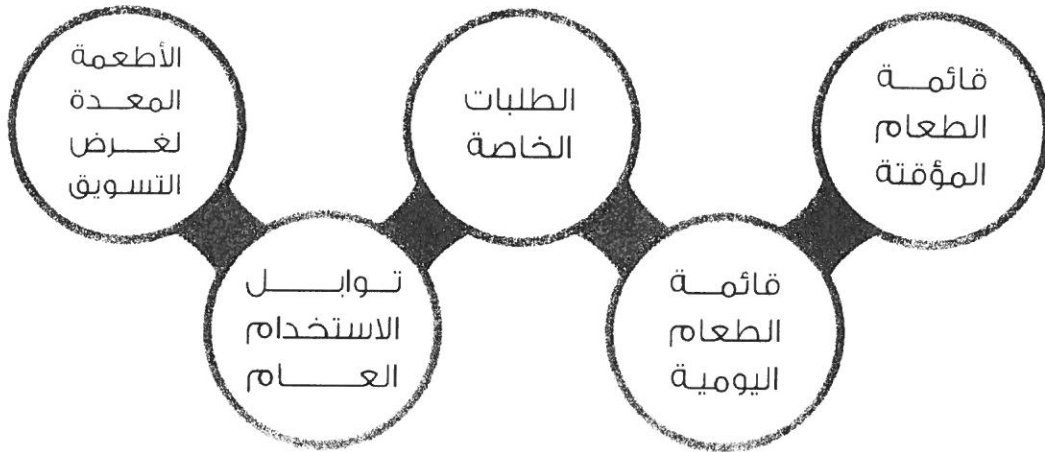 قائمة
الطعام
المؤقتة
قائمة
الطعام
اليومية
الطلبات
الخاصة
توابل
الاستخدام
العام
الأطعمة
المعدة
لغرض
التسويق